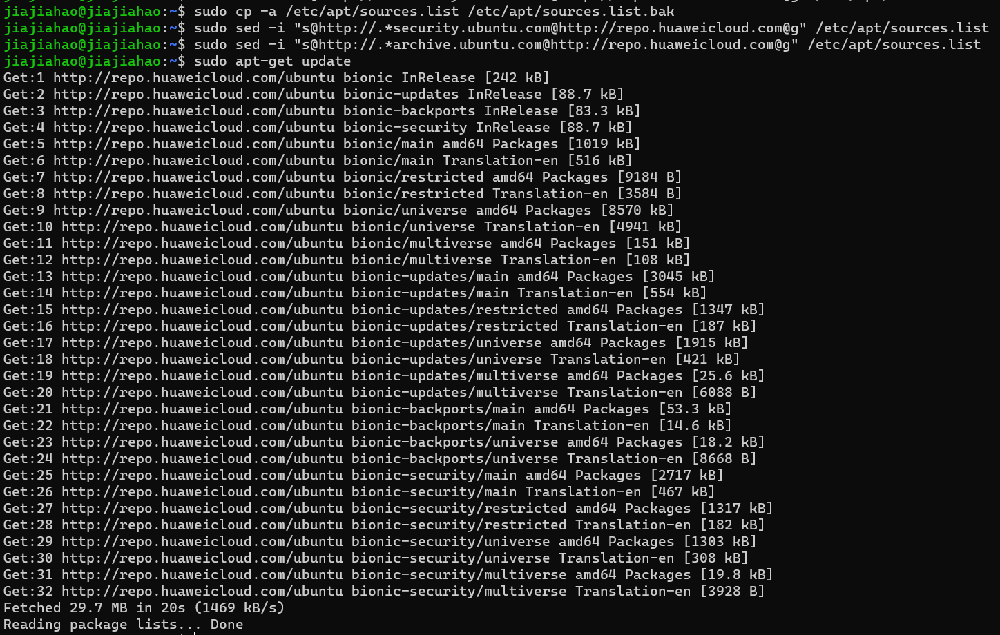 jiajiahao@jiajiahao:~$ sudo cp -a /etc/apt/sources.list /etc/apt/sources.list.bak
jiajiahao@jiajiahao:~$ sudo sed -i "s@http://.*security.ubuntu.com@http://repo.huaweicloud.com@g" /etc/apt/sources.list
jiajiahao@jiajiahao:~$ sudo sed -i "s@http://.*archive.ubuntu.com@http://repo.huaweicloud.com@g" /etc/apt/sources.list
jiajiahao@jiajiahao:~$ sudo apt-get update
Get:1 http://repo.huaweicloud.com/ubuntu bionic InRelease [242 kB]
Get:2 http://repo.huaweicloud.com/ubuntu bionic-updates InRelease [88.7 kB]
Get:3 http://repo.huaweicloud.com/ubuntu bionic-backports InRelease [83.3 kB]
Get:4 http://repo.huaweicloud.com/ubuntu bionic-security InRelease [88.7 kB]
Get:5 http://repo.huaweicloud.com/ubuntu bionic/main amd64 Packages [1019 kB]
Get:6 http://repo.huaweicloud.com/ubuntu bionic/main Translation-en [516 kB]
Get:7 http://repo.huaweicloud.com/ubuntu bionic/restricted amd64 Packages [9184 B]
Get:8 http://repo.huaweicloud.com/ubuntu bionic/restricted Translation-en [3584 B]
Get:9 http://repo.huaweicloud.com/ubuntu bionic/universe amd64 Packages [8570 kB]
Get:10 http://repo.huaweicloud.com/ubuntu bionic/universe Translation-en [4941 kB]
Get:11 http://repo.huaweicloud.com/ubuntu bionic/multiverse amd64 Packages [151 kB]
Get:12 http://repo.huaweicloud.com/ubuntu bionic/multiverse Translation-en [108 kB]
Get:13 http://repo.huaweicloud.com/ubuntu bionic-updates/main amd64 Packages [3045 kB]
Get:14 http://repo.huaweicloud.com/ubuntu bionic-updates/main Translation-en [554 kB]
Get:15 http://repo.huaweicloud.com/ubuntu bionic-updates/restricted amd64 Packages [1347 kB]
Get:16 http://repo.huaweicloud.com/ubuntu bionic-updates/restricted Translation-en [187 kB]
Get:17 http://repo.huaweicloud.com/ubuntu bionic-updates/universe amd64 Packages [1915 kB]
Get:18 http://repo.huaweicloud.com/ubuntu bionic-updates/universe Translation-en [421 kB]
Get:19 http://repo.huaweicloud.com/ubuntu bionic-updates/multiverse amd64 Packages [25.6 kB]
Get:20 http://repo.huaweicloud.com/ubuntu bionic-updates/multiverse Translation-en [6088 B]
Get:21 http://repo.huaweicloud.com/ubuntu bionic-backports/main amd64 Packages [53.3 kB]
Get:22 http://repo.huaweicloud.com/ubuntu bionic-backports/main Translation-en [14.6 kB]
Get:23 http://repo.huaweicloud.com/ubuntu bionic-backports/universe amd64 Packages [18.2 kB]
Get:24 http://repo.huaweicloud.com/ubuntu bionic-backports/universe Translation-en [8668 B]
Get:25 http://repo.huaweicloud.com/ubuntu bionic-security/main amd64 Packages [2717 kB]
Get:26 http://repo.huaweicloud.com/ubuntu bionic-security/main Translation-en [467 kB]
Get:27 http://repo.huaweicloud.com/ubuntu bionic-security/restricted amd64 Packages [1317 kB]
Get:28 http://repo.huaweicloud.com/ubuntu bionic-security/restricted Translation-en [182 kB]
Get:29 http://repo.huaweicloud.com/ubuntu bionic-security/universe amd64 Packages [1303 kB]
Get:30 http://repo.huaweicloud.com/ubuntu bionic-security/universe Translation-en [308 kB]
Get:31 http://repo.huaweicloud.com/ubuntu bionic-security/multiverse amd64 Packages [19.8 kB]
Get:32 http://repo.huaweicloud.com/ubuntu bionic-security/multiverse Translation-en [3928 B]
Fetched 29.7 MB in 20s (1469 kB/s)
Reading package lists... Done